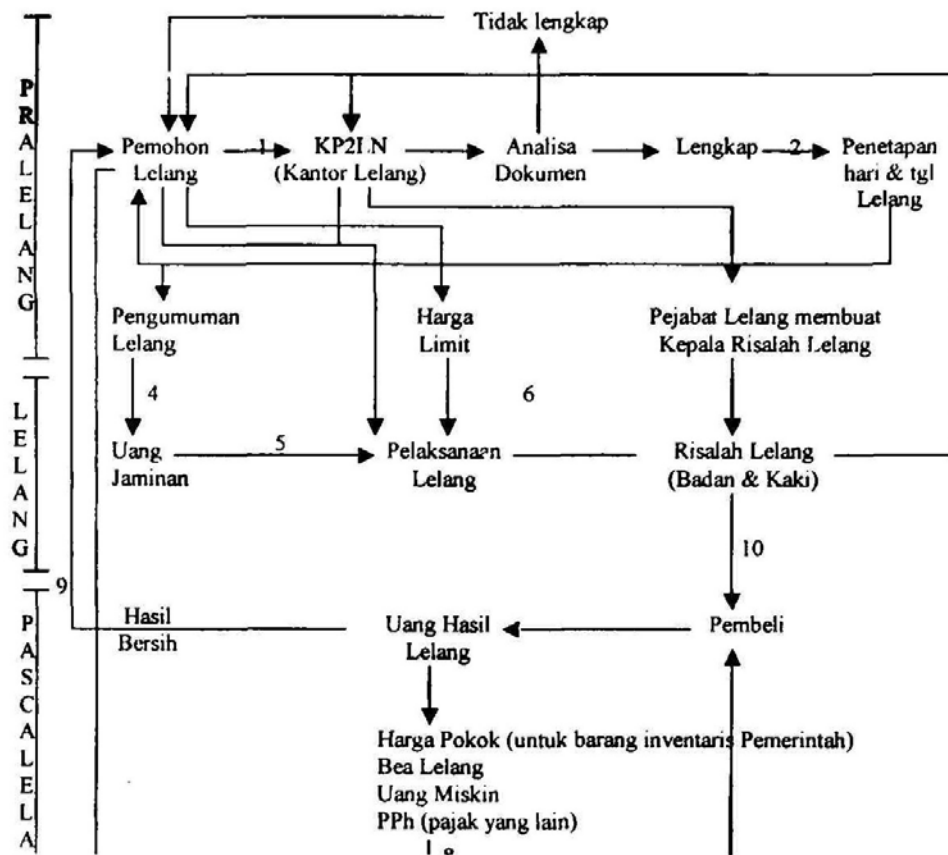 Tidak lengkap
PRALELANG
Pemohon
Lelang
1
KP2LN
(Kantor Lelang)
Analisa
Dokumen
Lengkap
2
Penetapan
hari & tgl
Lelang
Pengumuman
Lelang
Harga
Limit
Pejabat Lelang membuat
Kepala Risalah Lelang
LELANG
4
6
Uang
Jaminan
5
Pelaksanaan
Lelang
Risalah Lelang
(Badan & Kaki)
10
9
PASCALELA
Hasil
Bersih
Uang Hasil
Lelang
Pembeli
Harga Pokok (untuk barang inventaris Pemerintah)
Bea Lelang
Uang Miskin
PPh (pajak yang lain)
8